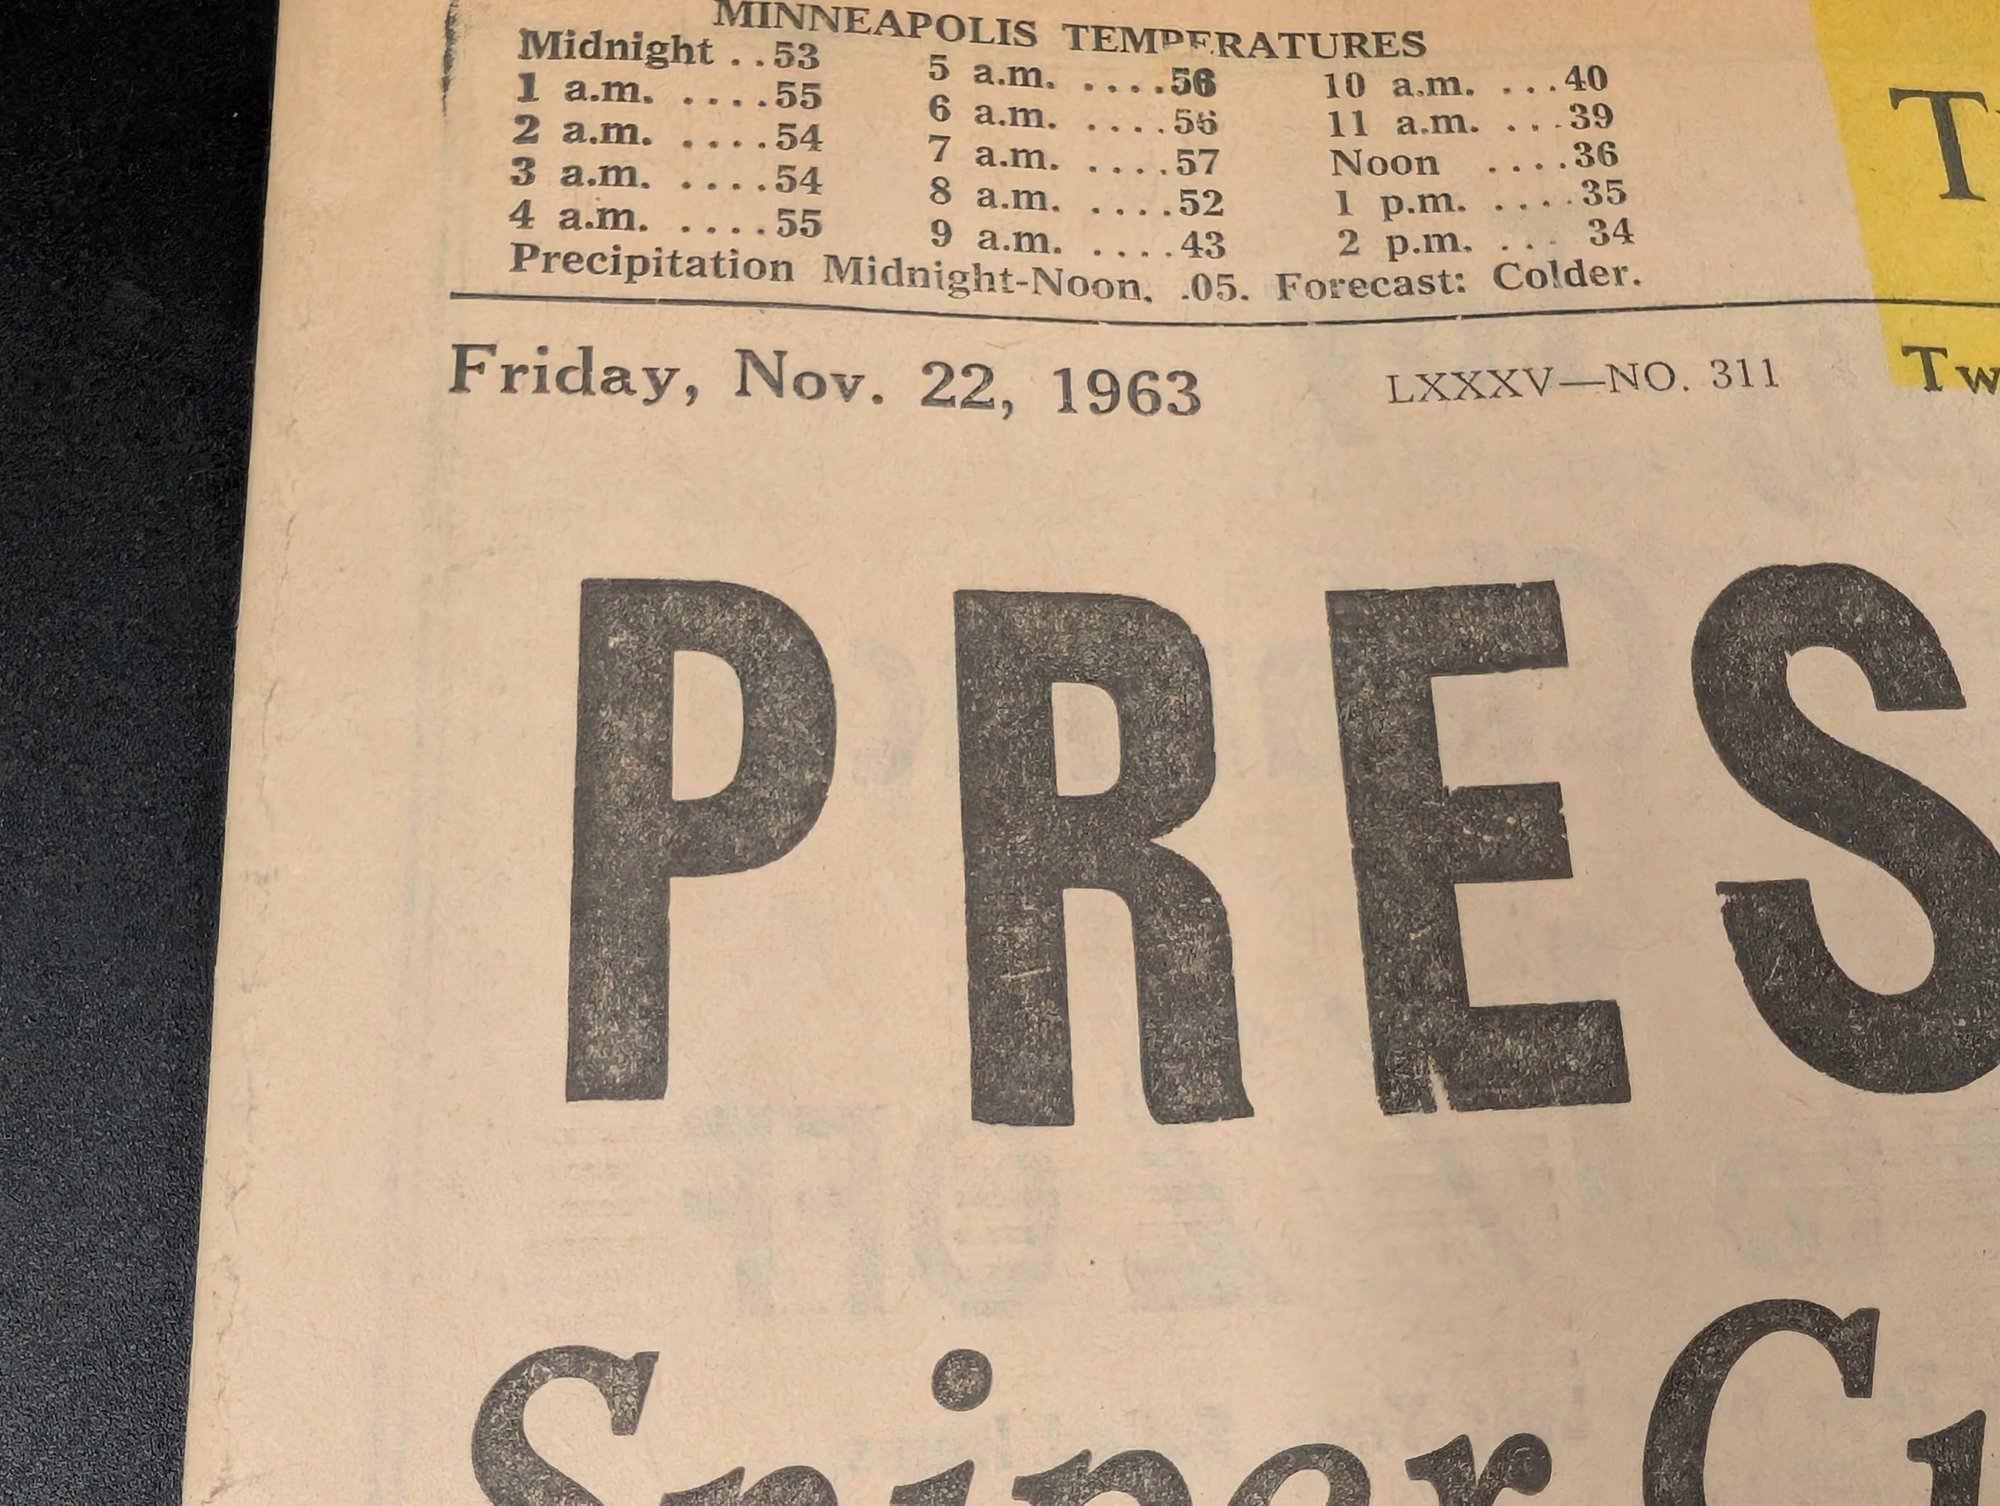 MINNEAPOLIS TEMPERATURES
Midnight ..53 5 a.m. ....56 10 a.m. ...40
1 a.m. ....55 6 a.m. ....56 11 a.m. ...39
2 a.m. ....54 7 a.m. ....57 Noon ....36
3 a.m. ....54 8 a.m. ....52 1 p.m. ....35
4 a.m. ....55 9 a.m. ....43 2 p.m. ... 34
Precipitation Midnight-Noon, .05. Forecast: Colder.
Friday, Nov. 22, 1963 LXXXV—NO. 311
PRES
Sniper